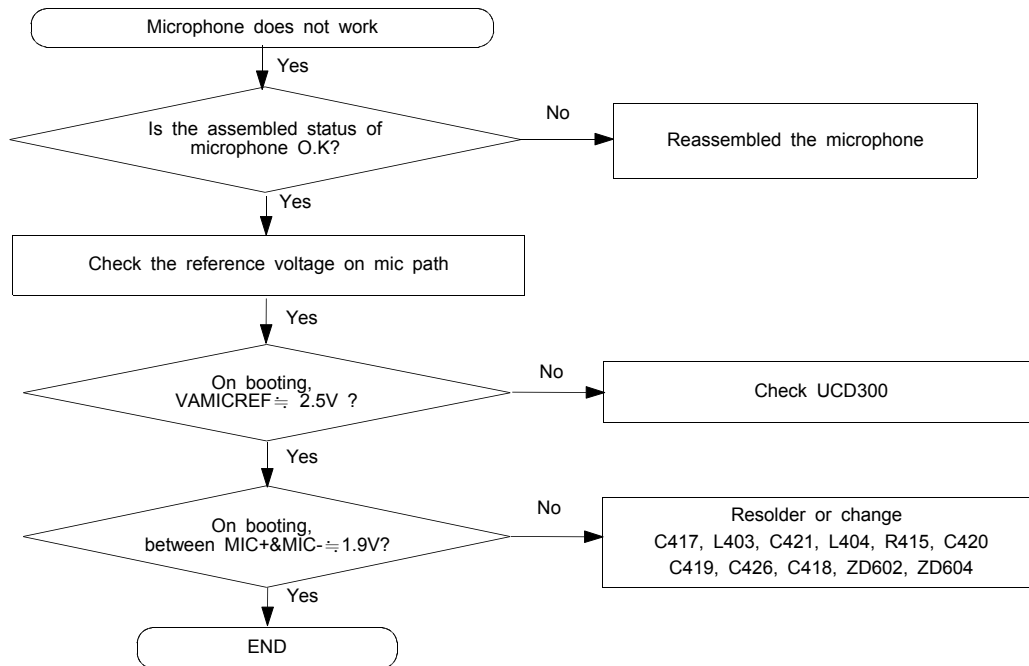 Microphone does not work
Yes
Is the assembled status of
microphone O.K?
No
Reassembled the microphone
Yes
Check the reference voltage on mic path
Yes
On booting,
VAMICREF≒ 2.5V ?
No
Check UCD300
Yes
On booting,
between MIC+&MIC-≒1.9V?
No
Resolder or change
C417, L403, C421, L404, R415, C420
C419, C426, C418, ZD602, ZD604
Yes
END